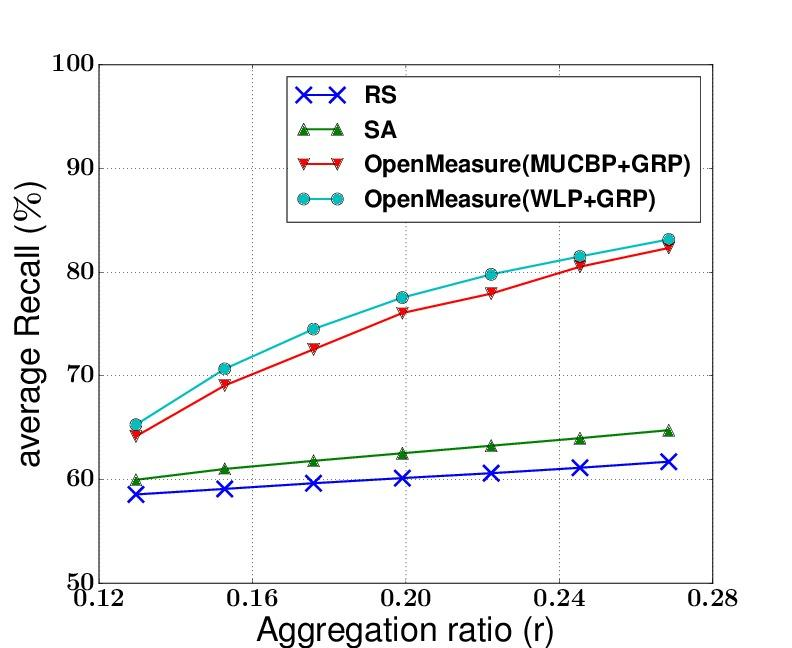 100
90
80
70
60
50
average Recall (%)
RS
SA
OpenMeasure(MUCBP+GRP)
OpenMeasure(WLP+GRP)
0.12 0.16 0.20 0.24 0.28
Aggregation ratio (r)